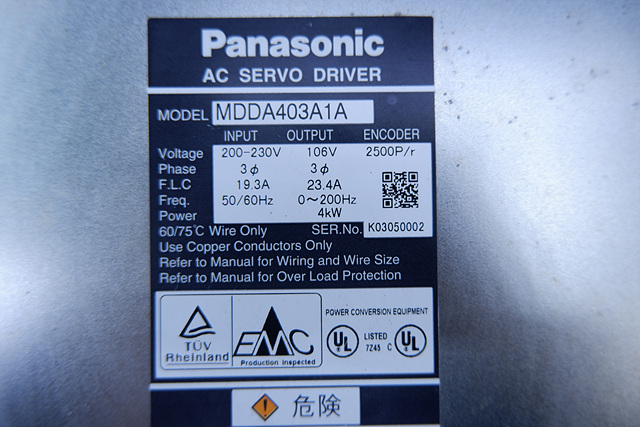 Panasonic
AC SERVO DRIVER
MODEL MDDA403A1A
INPUT OUTPUT ENCODER
Voltage 200-230V 106V 2500P/r
Phase 3ϕ 3ϕ
F.L.C 19.3A 23.4A
Freq. 50/60Hz 0～200Hz
Power 4kW
60/75℃ Wire Only SER.No. K03050002
Use Copper Conductors Only
Refer to Manual for Wiring and Wire Size
Refer to Manual for Over Load Protection
POWER CONVERSION EQUIPMENT
TÜV
Rheinland
EMC
Production Inspected
UL LISTED UL
7Z45 C
危険